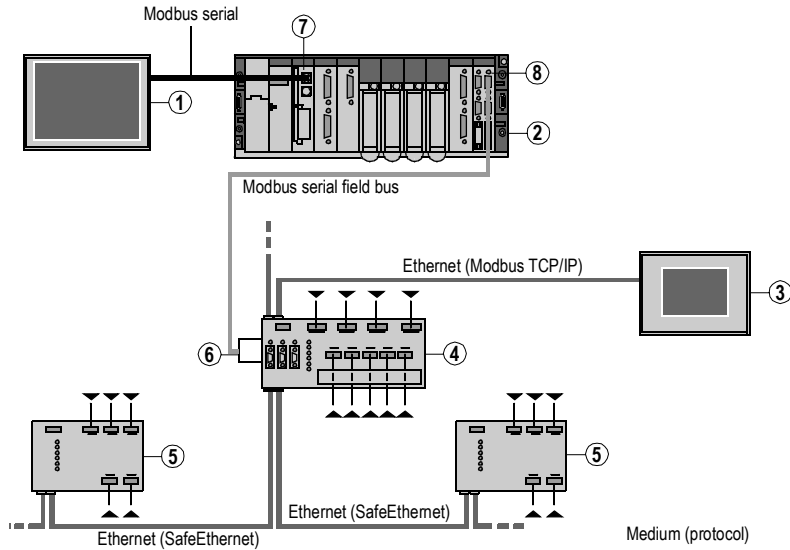 Modbus serial
7
8
1
2
Modbus serial field bus
Ethernet (Modbus TCP/IP)
3
6
4
5
5
Ethernet (SafeEthernet)
Ethernet (SafeEthernet)
Medium (protocol)